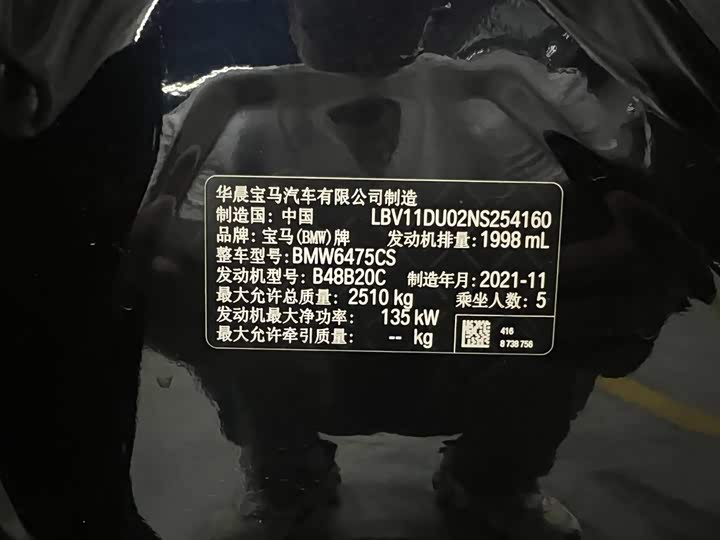 华晨宝马汽车有限公司制造
制造国: 中国 LBV11DU02NS254160
品牌: 宝马(BMW)牌 发动机排量: 1998 mL
整车型号: BMW6475CS
发动机型号: B48B20C 制造年月: 2021-11
最大允许总质量: 2510 kg 乘坐人数: 5
发动机最大净功率: 135 kW
最大允许牵引质量: -- kg
416
8 738 756